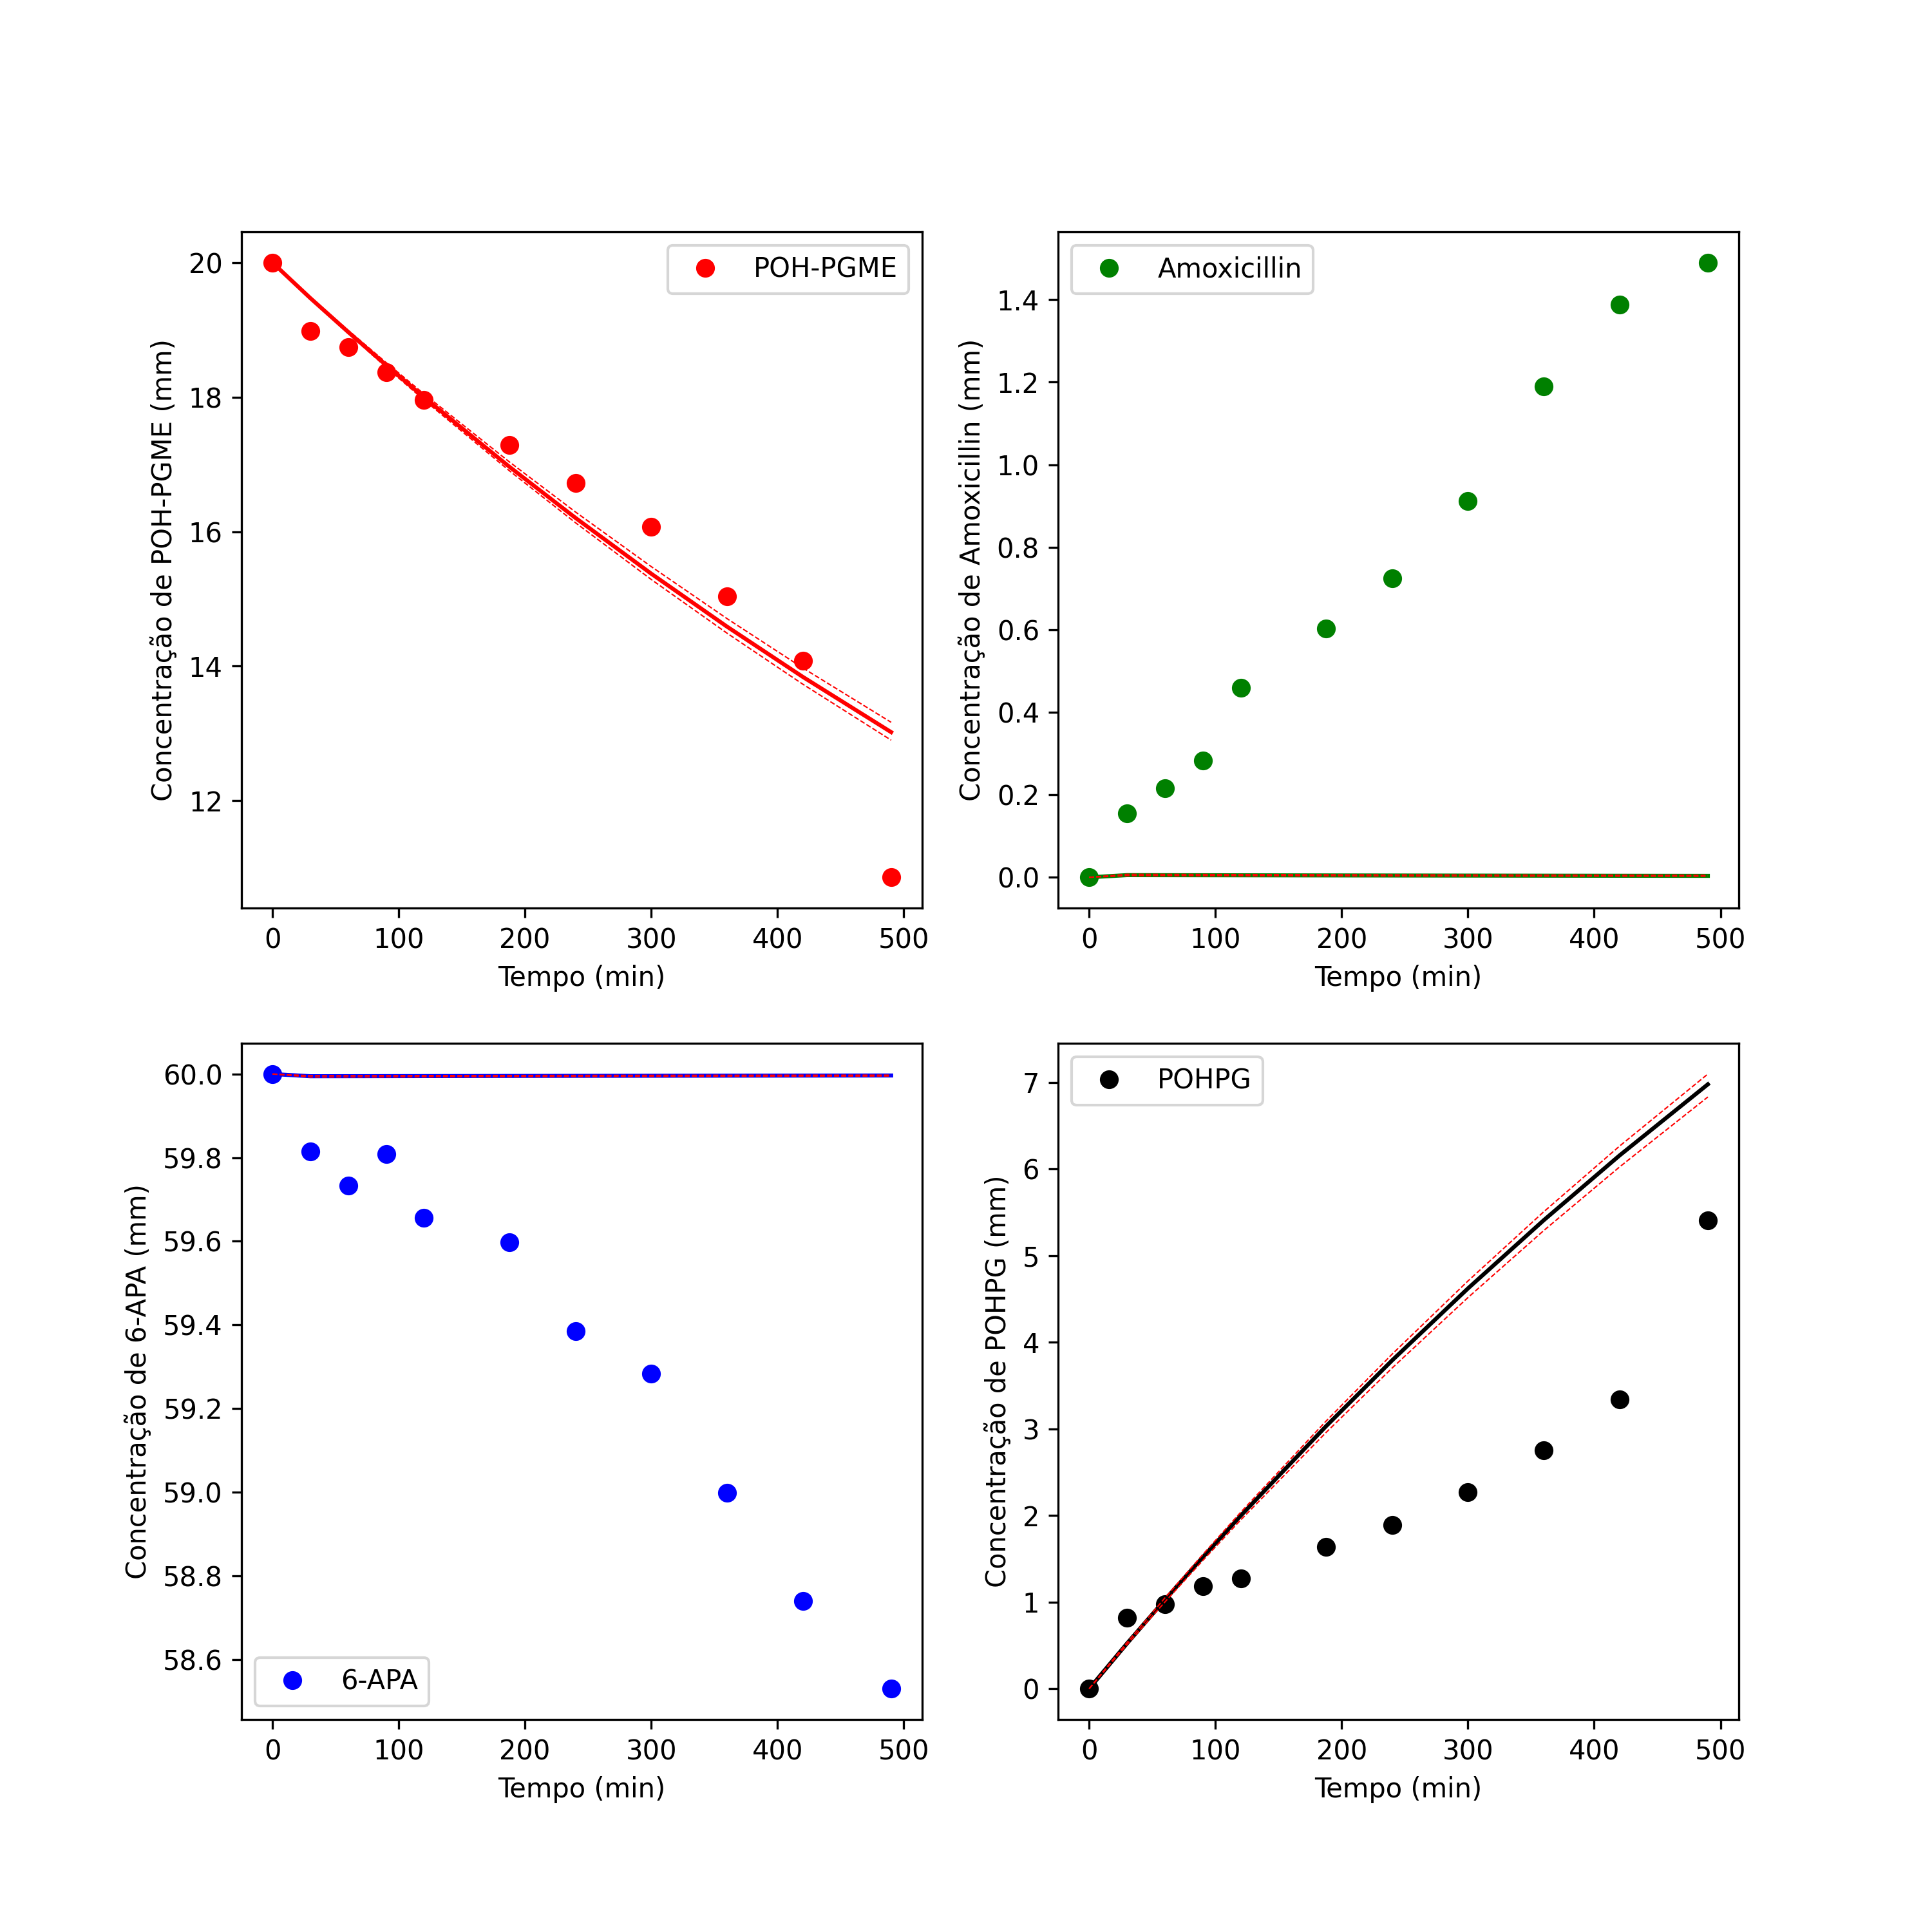 POH-PGME
Concentração de POH-PGME (mm)
20
18
16
14
12
0 100 200 300 400 500
Tempo (min)
Amoxicillin
Concentração de Amoxicillin (mm)
1.4
1.2
1.0
0.8
0.6
0.4
0.2
0.0
0 100 200 300 400 500
Tempo (min)
Concentração de 6-APA (mm)
60.0
59.8
59.6
59.4
59.2
59.0
58.8
58.6
6-APA
0 100 200 300 400 500
Tempo (min)
POHPG
Concentração de POHPG (mm)
7
6
5
4
3
2
1
0
0 100 200 300 400 500
Tempo (min)